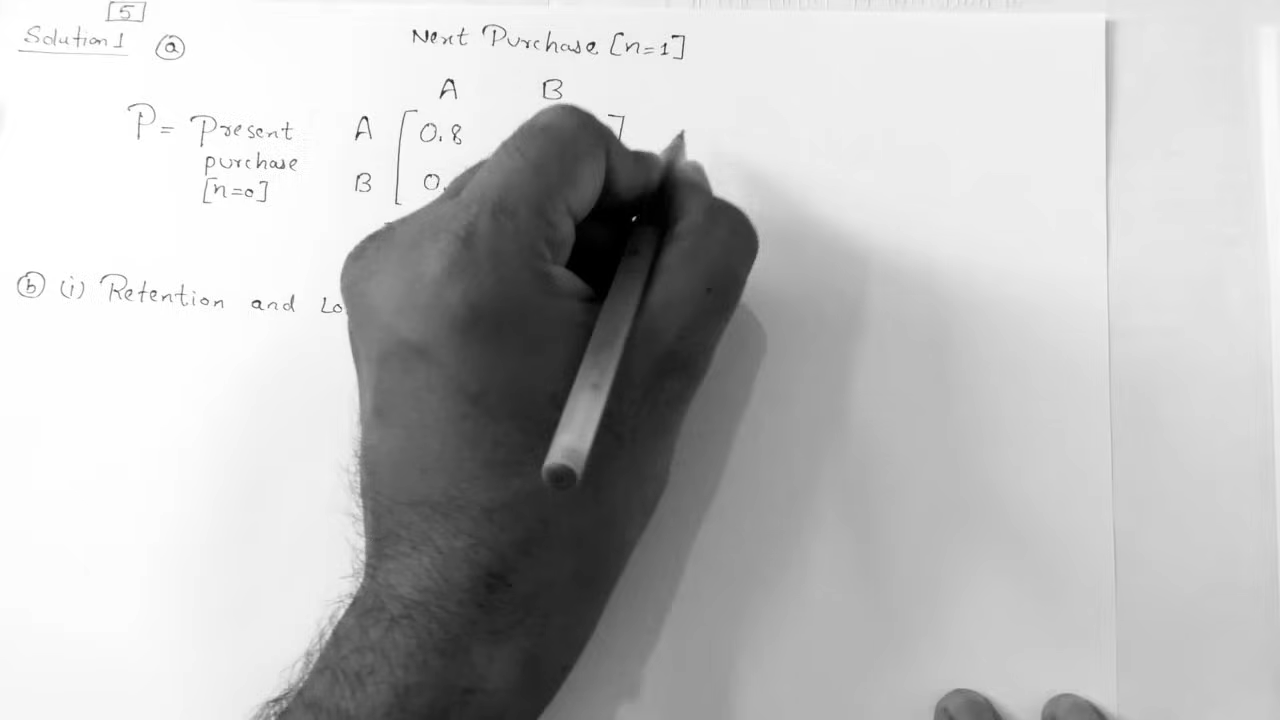 5
Solution 1 (a)
Next Purchase [n=1]
A B
P = Present A 0.8
purchase
[n=0] B 0.
(b) (i) Retention and Lo